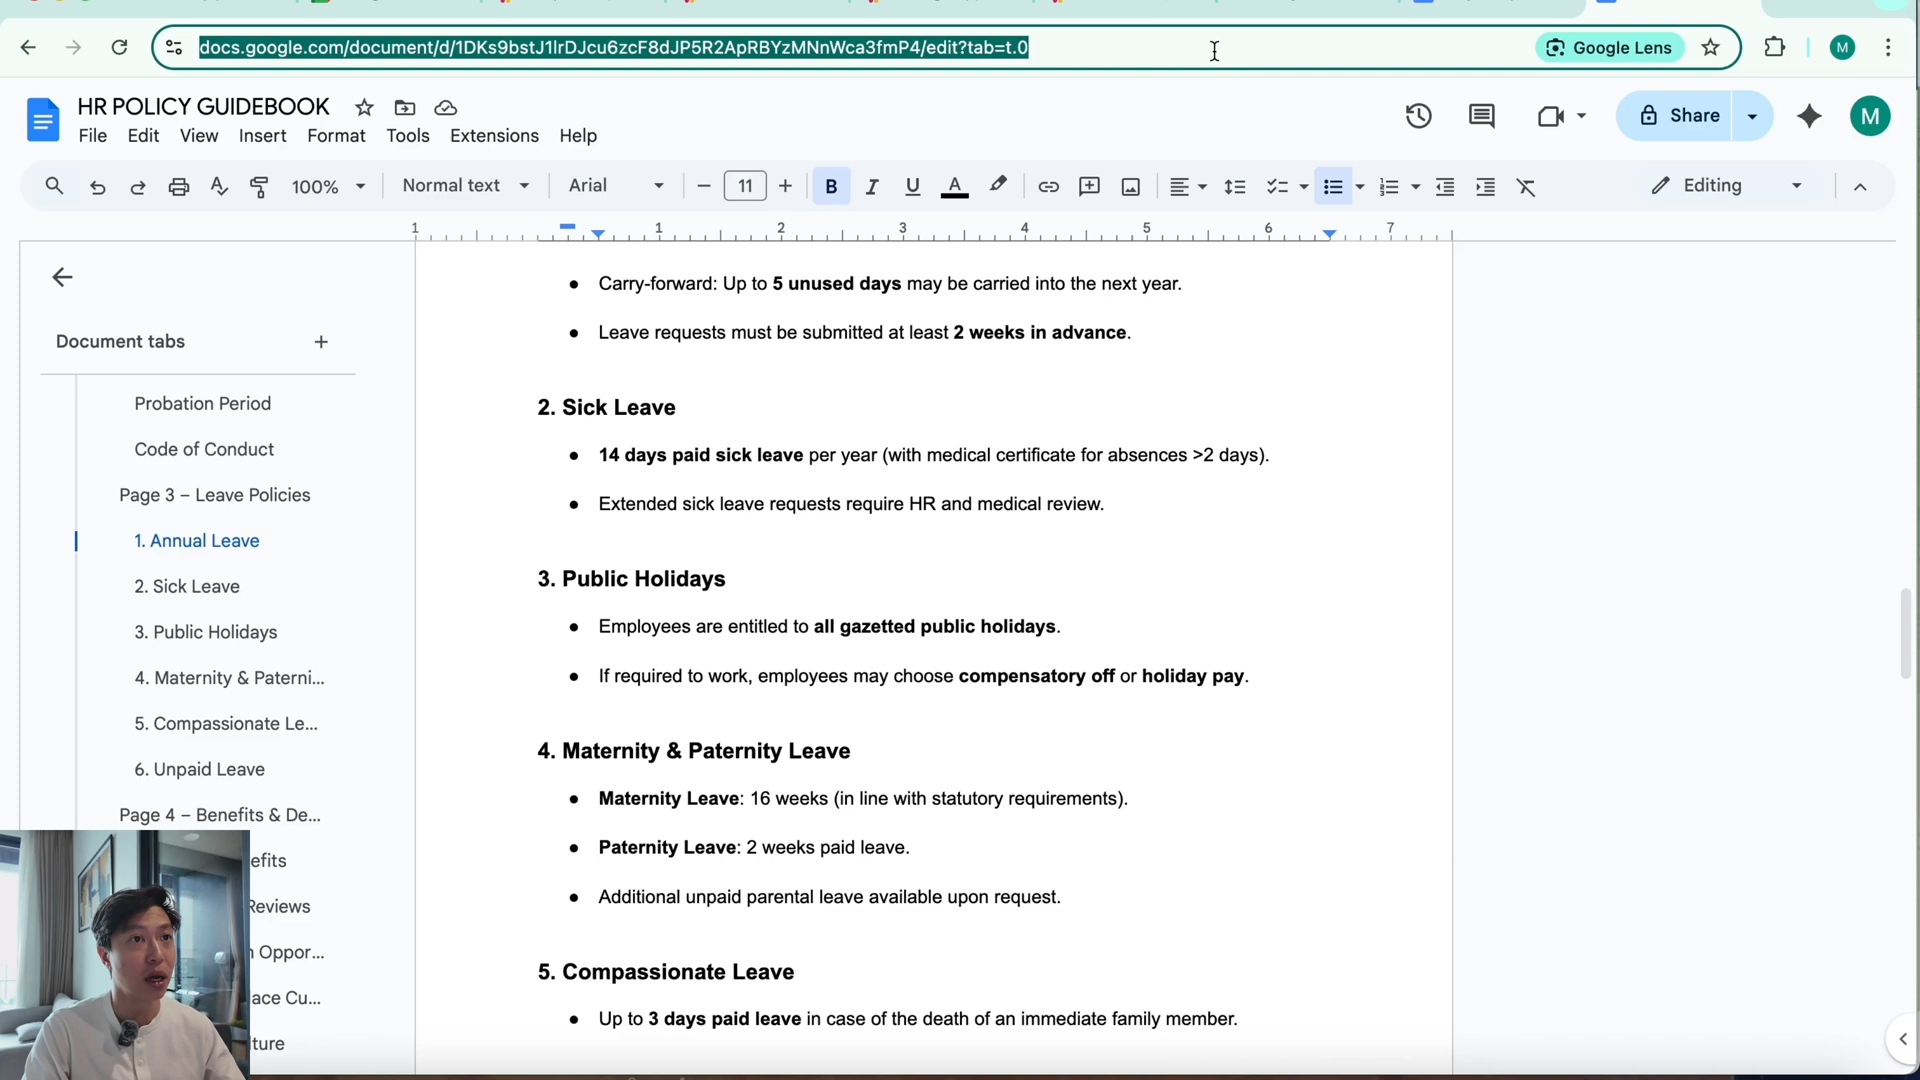 docs.google.com/document/d/1DKs9bstJ1lrDJcu6zcF8dJP5R2ApRBYzMNnWca3fmP4/edit?tab=t.0
Google Lens
M
HR POLICY GUIDEBOOK
File Edit View Insert Format Tools Extensions Help
Share
M
100%
Normal text
Arial
11
B
I
U
A
Editing
1 1 2 3 4 5 6 7
Document tabs
Probation Period
Code of Conduct
Page 3 – Leave Policies
1. Annual Leave
2. Sick Leave
3. Public Holidays
4. Maternity & Paterni...
5. Compassionate Le...
6. Unpaid Leave
Page 4 – Benefits & De...
efits
Reviews
Oppor...
ace Cu...
ture
● Carry-forward: Up to 5 unused days may be carried into the next year.
● Leave requests must be submitted at least 2 weeks in advance.
2. Sick Leave
● 14 days paid sick leave per year (with medical certificate for absences >2 days).
● Extended sick leave requests require HR and medical review.
3. Public Holidays
● Employees are entitled to all gazetted public holidays.
● If required to work, employees may choose compensatory off or holiday pay.
4. Maternity & Paternity Leave
● Maternity Leave: 16 weeks (in line with statutory requirements).
● Paternity Leave: 2 weeks paid leave.
● Additional unpaid parental leave available upon request.
5. Compassionate Leave
● Up to 3 days paid leave in case of the death of an immediate family member.